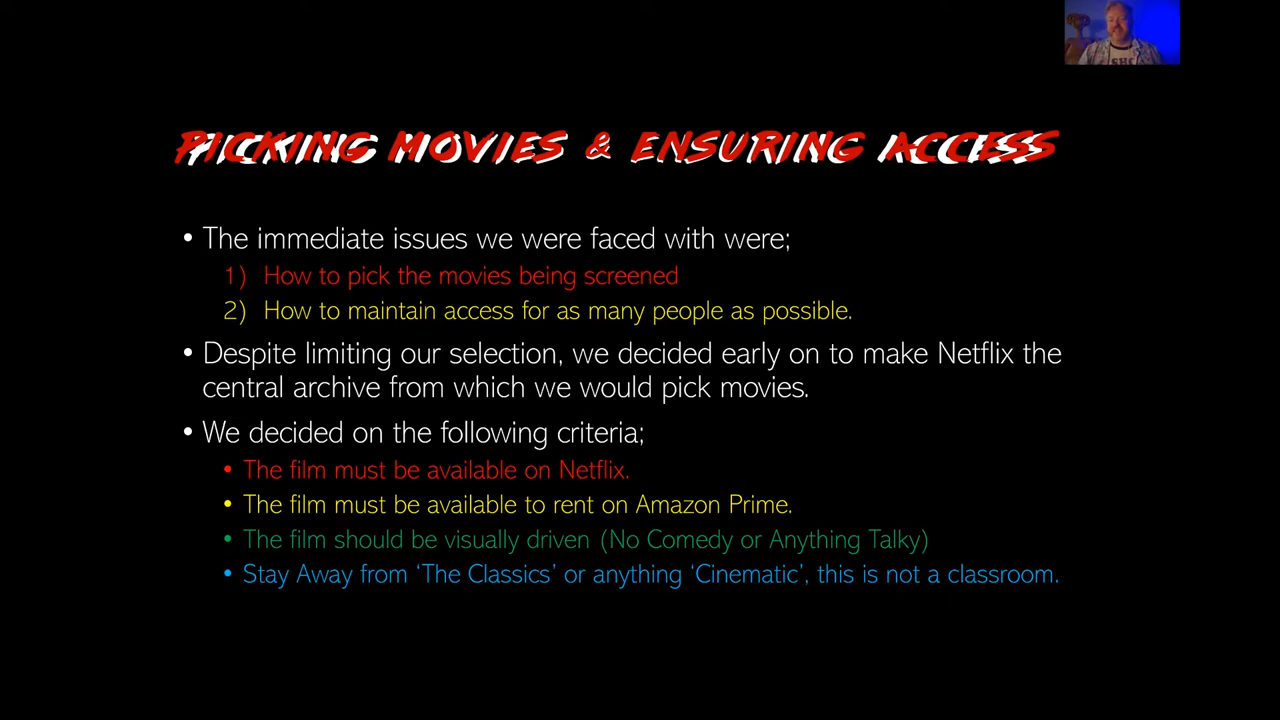 PICKING MOVIES & ENSURING ACCESS
• The immediate issues we were faced with were;
1) How to pick the movies being screened
2) How to maintain access for as many people as possible.
• Despite limiting our selection, we decided early on to make Netflix the
central archive from which we would pick movies.
• We decided on the following criteria;
• The film must be available on Netflix.
• The film must be available to rent on Amazon Prime.
• The film should be visually driven (No Comedy or Anything Talky)
• Stay Away from ‘The Classics’ or anything ‘Cinematic’, this is not a classroom.